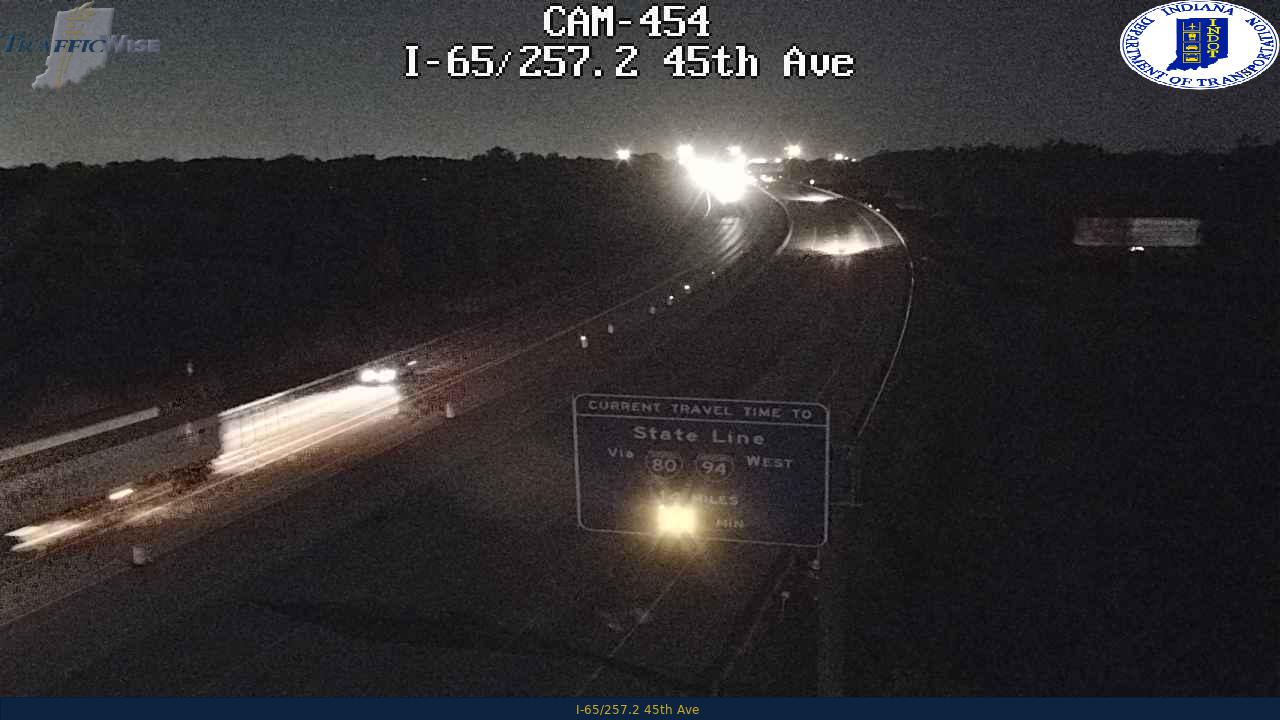 CAM-454
I-65/257.2 45th Ave
TRAFFICWISE
INDIANA
DEPARTMENT OF TRANSPORTATION
INDOT
CURRENT TRAVEL TIME TO
State Line
Via 80 94 WEST
MILES
MIN
I-65/257.2 45th Ave